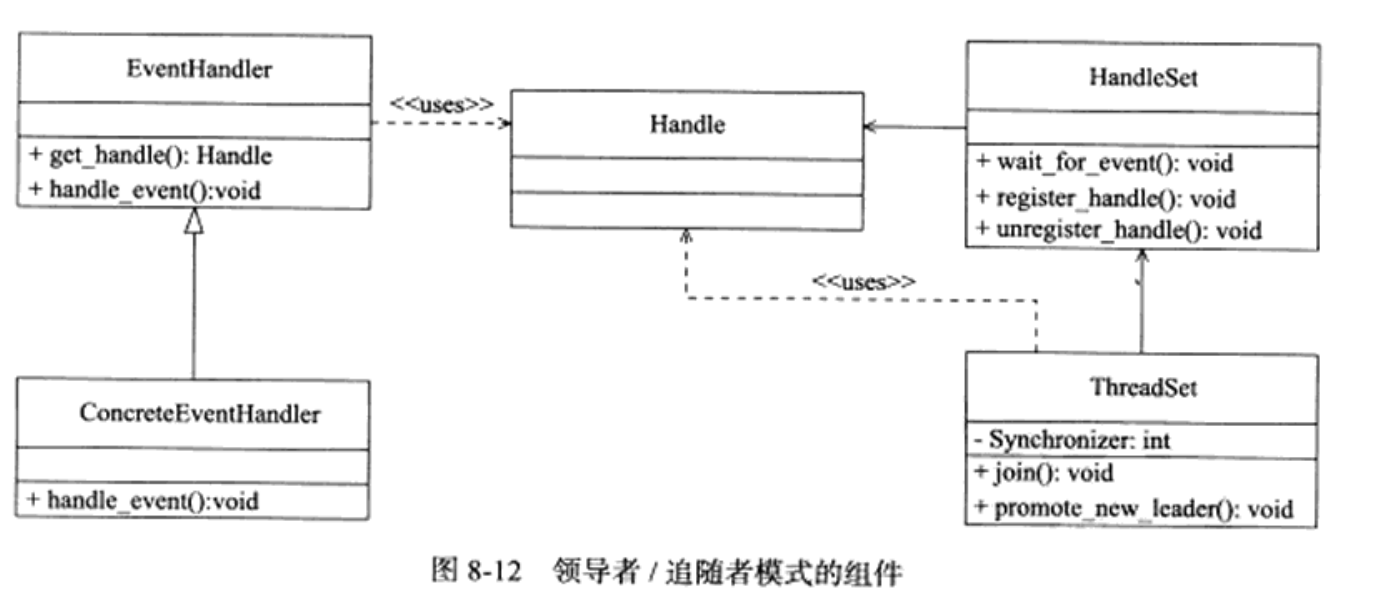 EventHandler
+ get_handle(): Handle
+ handle_event():void
<<uses>>
Handle
HandleSet
+ wait_for_event(): void
+ register_handle(): void
+ unregister_handle(): void
<<uses>>
ConcreteEventHandler
+ handle_event():void
ThreadSet
- Synchronizer: int
+ join(): void
+ promote_new_leader(): void
图 8-12 领导者 / 追随者模式的组件